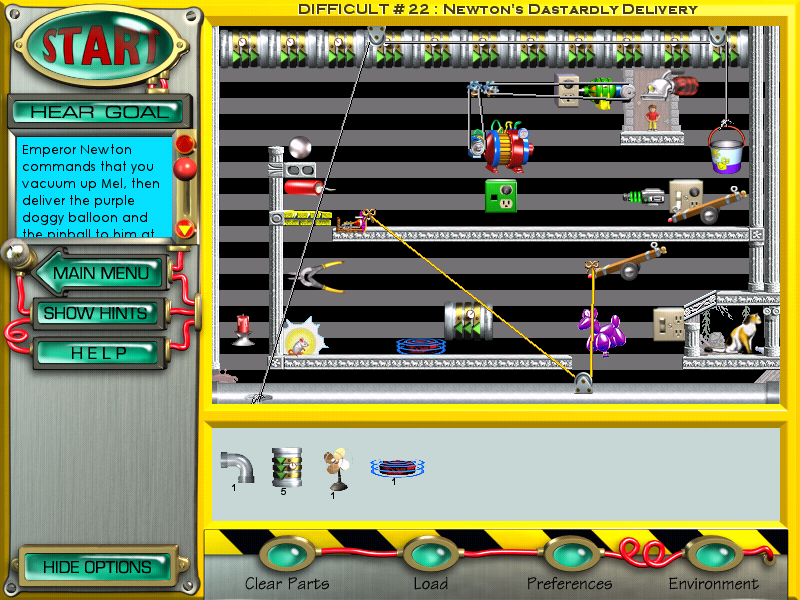 DIFFICULT # 22 : NEWTON'S DASTARDLY DELIVERY
START
HEAR GOAL
Emperor Newton
commands that you
vacuum up Mel, then
deliver the purple
doggy balloon and
the pinball to him at
MAIN MENU
SHOW HINTS
HELP
HIDE OPTIONS
1
5
1
1
Clear Parts
Load
Preferences
Environment